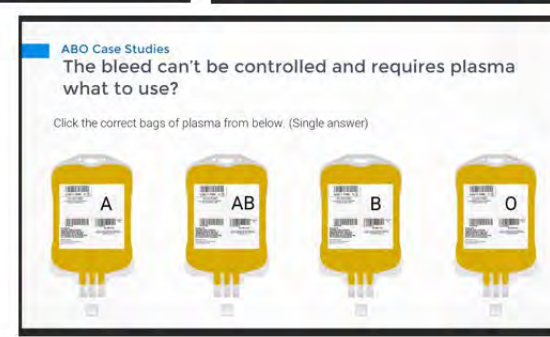 ABO Case Studies
The bleed can't be controlled and requires plasma
what to use?
Click the correct bags of plasma from below. (Single answer)
A
AB
B
O